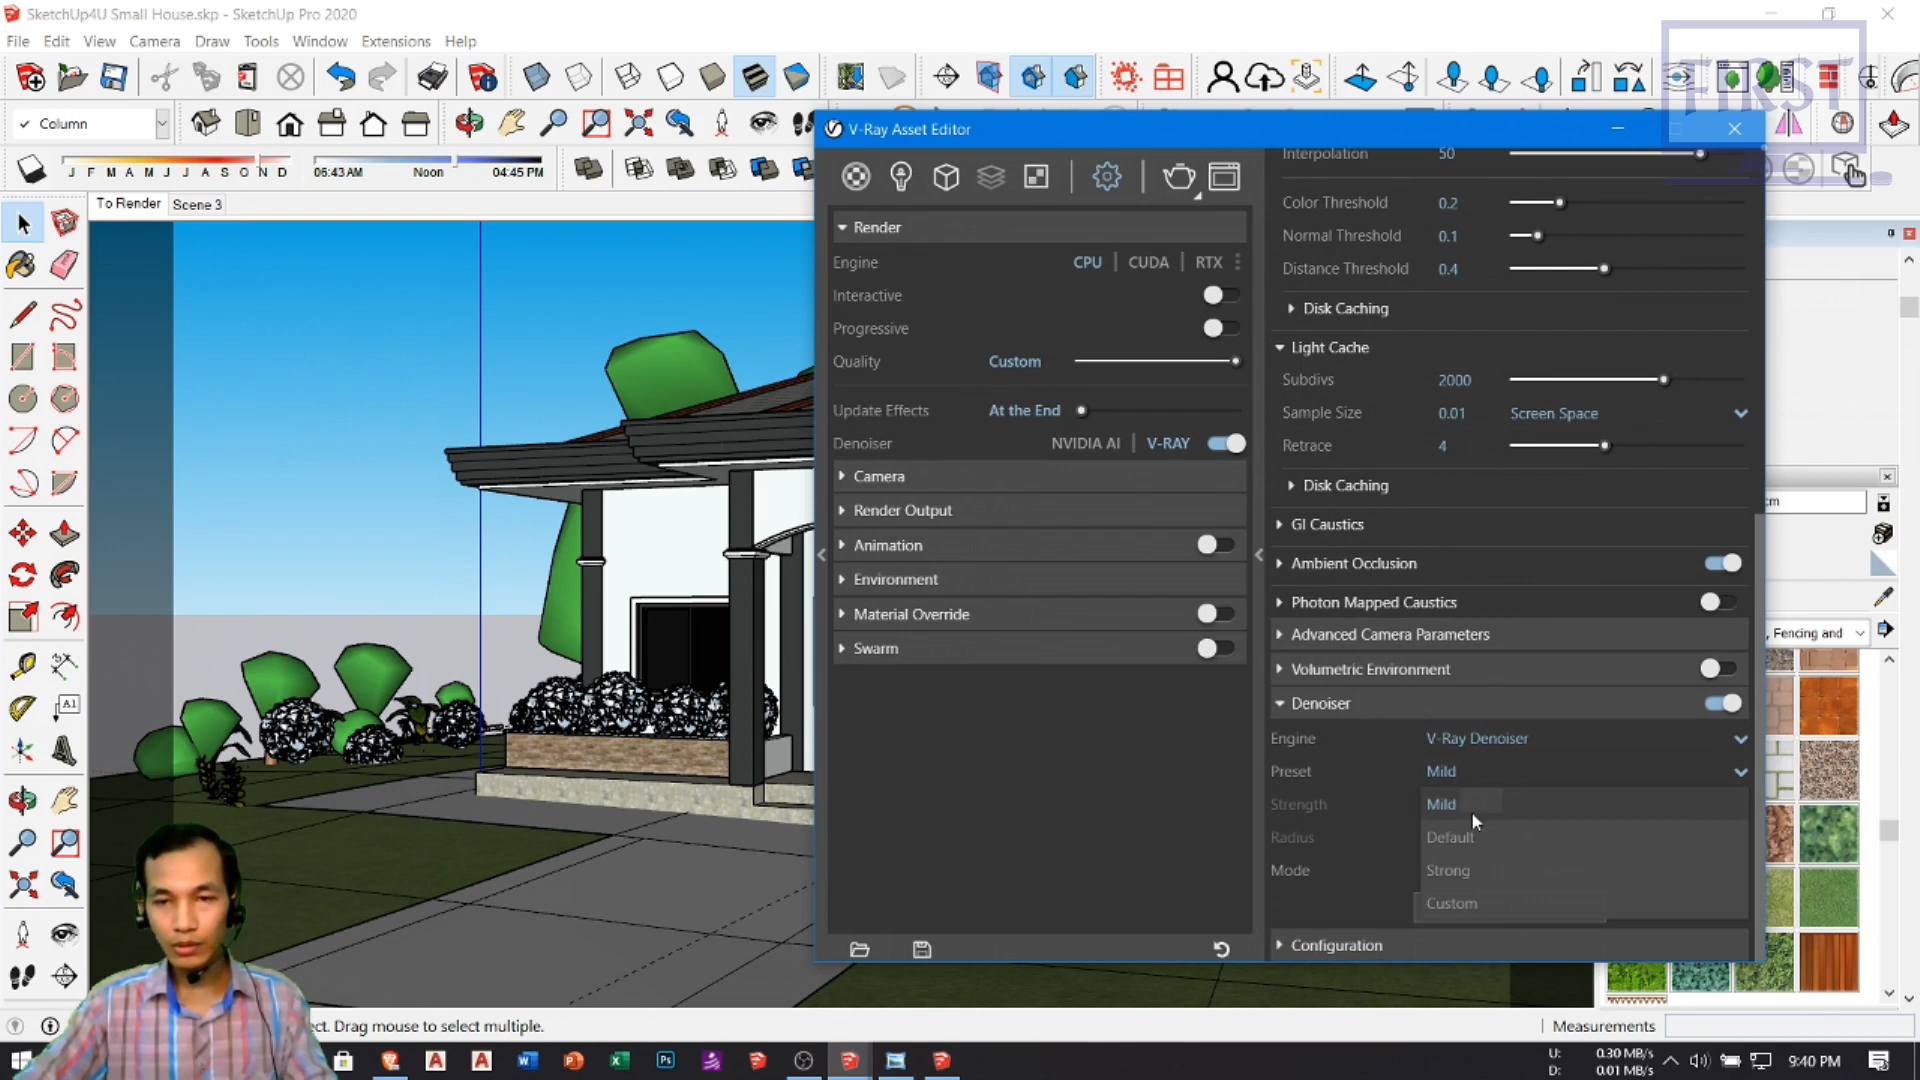 SketchUp4U Small House.skp - SketchUp Pro 2020
File Edit View Camera Draw Tools Window Extensions Help
FIRST
Column
J F M A M J J A S O N D
06:43 AM Noon 04:45 PM
To Render Scene 3
V-Ray Asset Editor
Render
Engine CPU CUDA RTX
Interactive
Progressive
Quality Custom
Update Effects At the End
Denoiser NVIDIA AI V-RAY
Camera
Render Output
Animation
Environment
Material Override
Swarm
Interpolation 50
Color Threshold 0.2
Normal Threshold 0.1
Distance Threshold 0.4
Disk Caching
Light Cache
Subdivs 2000
Sample Size 0.01 Screen Space
Retrace 4
Disk Caching
GI Caustics
Ambient Occlusion
Photon Mapped Caustics
Advanced Camera Parameters
Volumetric Environment
Denoiser
Engine V-Ray Denoiser
Preset Mild
Strength Mild
Radius Default
Mode Strong
Custom
Configuration
cm
, Fencing and
A1
ect. Drag mouse to select multiple.
Measurements
U: 0.30 MB/s
D: 0.01 MB/s
9:40 PM